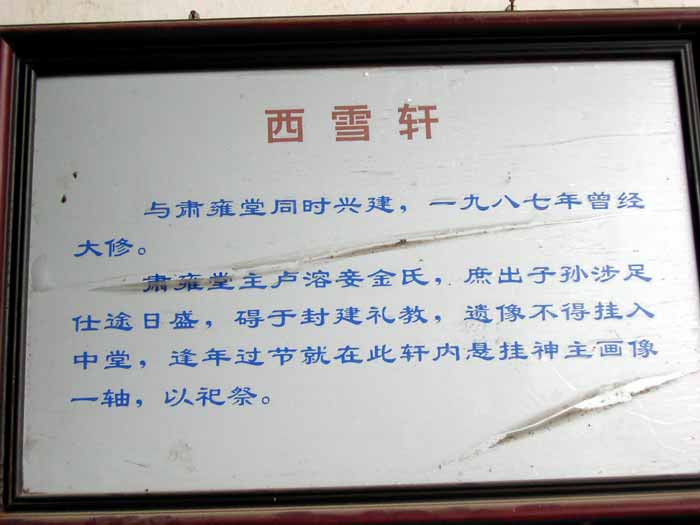 西雪轩
与肃雍堂同时兴建，一九八七年曾经
大修。
肃雍堂主卢溶妾金氏，庶出子孙涉足
仕途日盛，碍于封建礼教，遗像不得挂入
中堂，逢年过节就在此轩内悬挂神主画像
一轴，以祀祭。